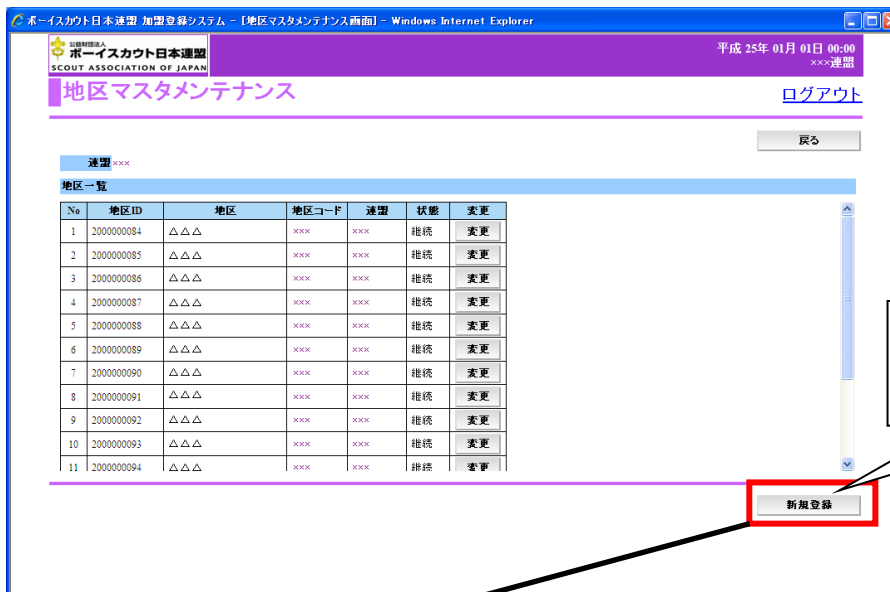 ボーイスカウト日本連盟 加盟登録システム - [地区マスタメンテナンス画面] - Windows Internet Explorer
公益財団法人
ボーイスカウト日本連盟
SCOUT ASSOCIATION OF JAPAN
平成 25年 01月 01日 00:00
×××連盟
地区マスタメンテナンス
ログアウト
戻る
連盟 ×××
地区一覧
No 地区ID 地区 地区コード 連盟 状態 変更
1 2000000084 △△△ ××× ××× 継続 変更
2 2000000085 △△△ ××× ××× 継続 変更
3 2000000086 △△△ ××× ××× 継続 変更
4 2000000087 △△△ ××× ××× 継続 変更
5 2000000088 △△△ ××× ××× 継続 変更
6 2000000089 △△△ ××× ××× 継続 変更
7 2000000090 △△△ ××× ××× 継続 変更
8 2000000091 △△△ ××× ××× 継続 変更
9 2000000092 △△△ ××× ××× 継続 変更
10 2000000093 △△△ ××× ××× 継続 変更
11 2000000094 △△△ ××× ××× 継続 変更
新規登録